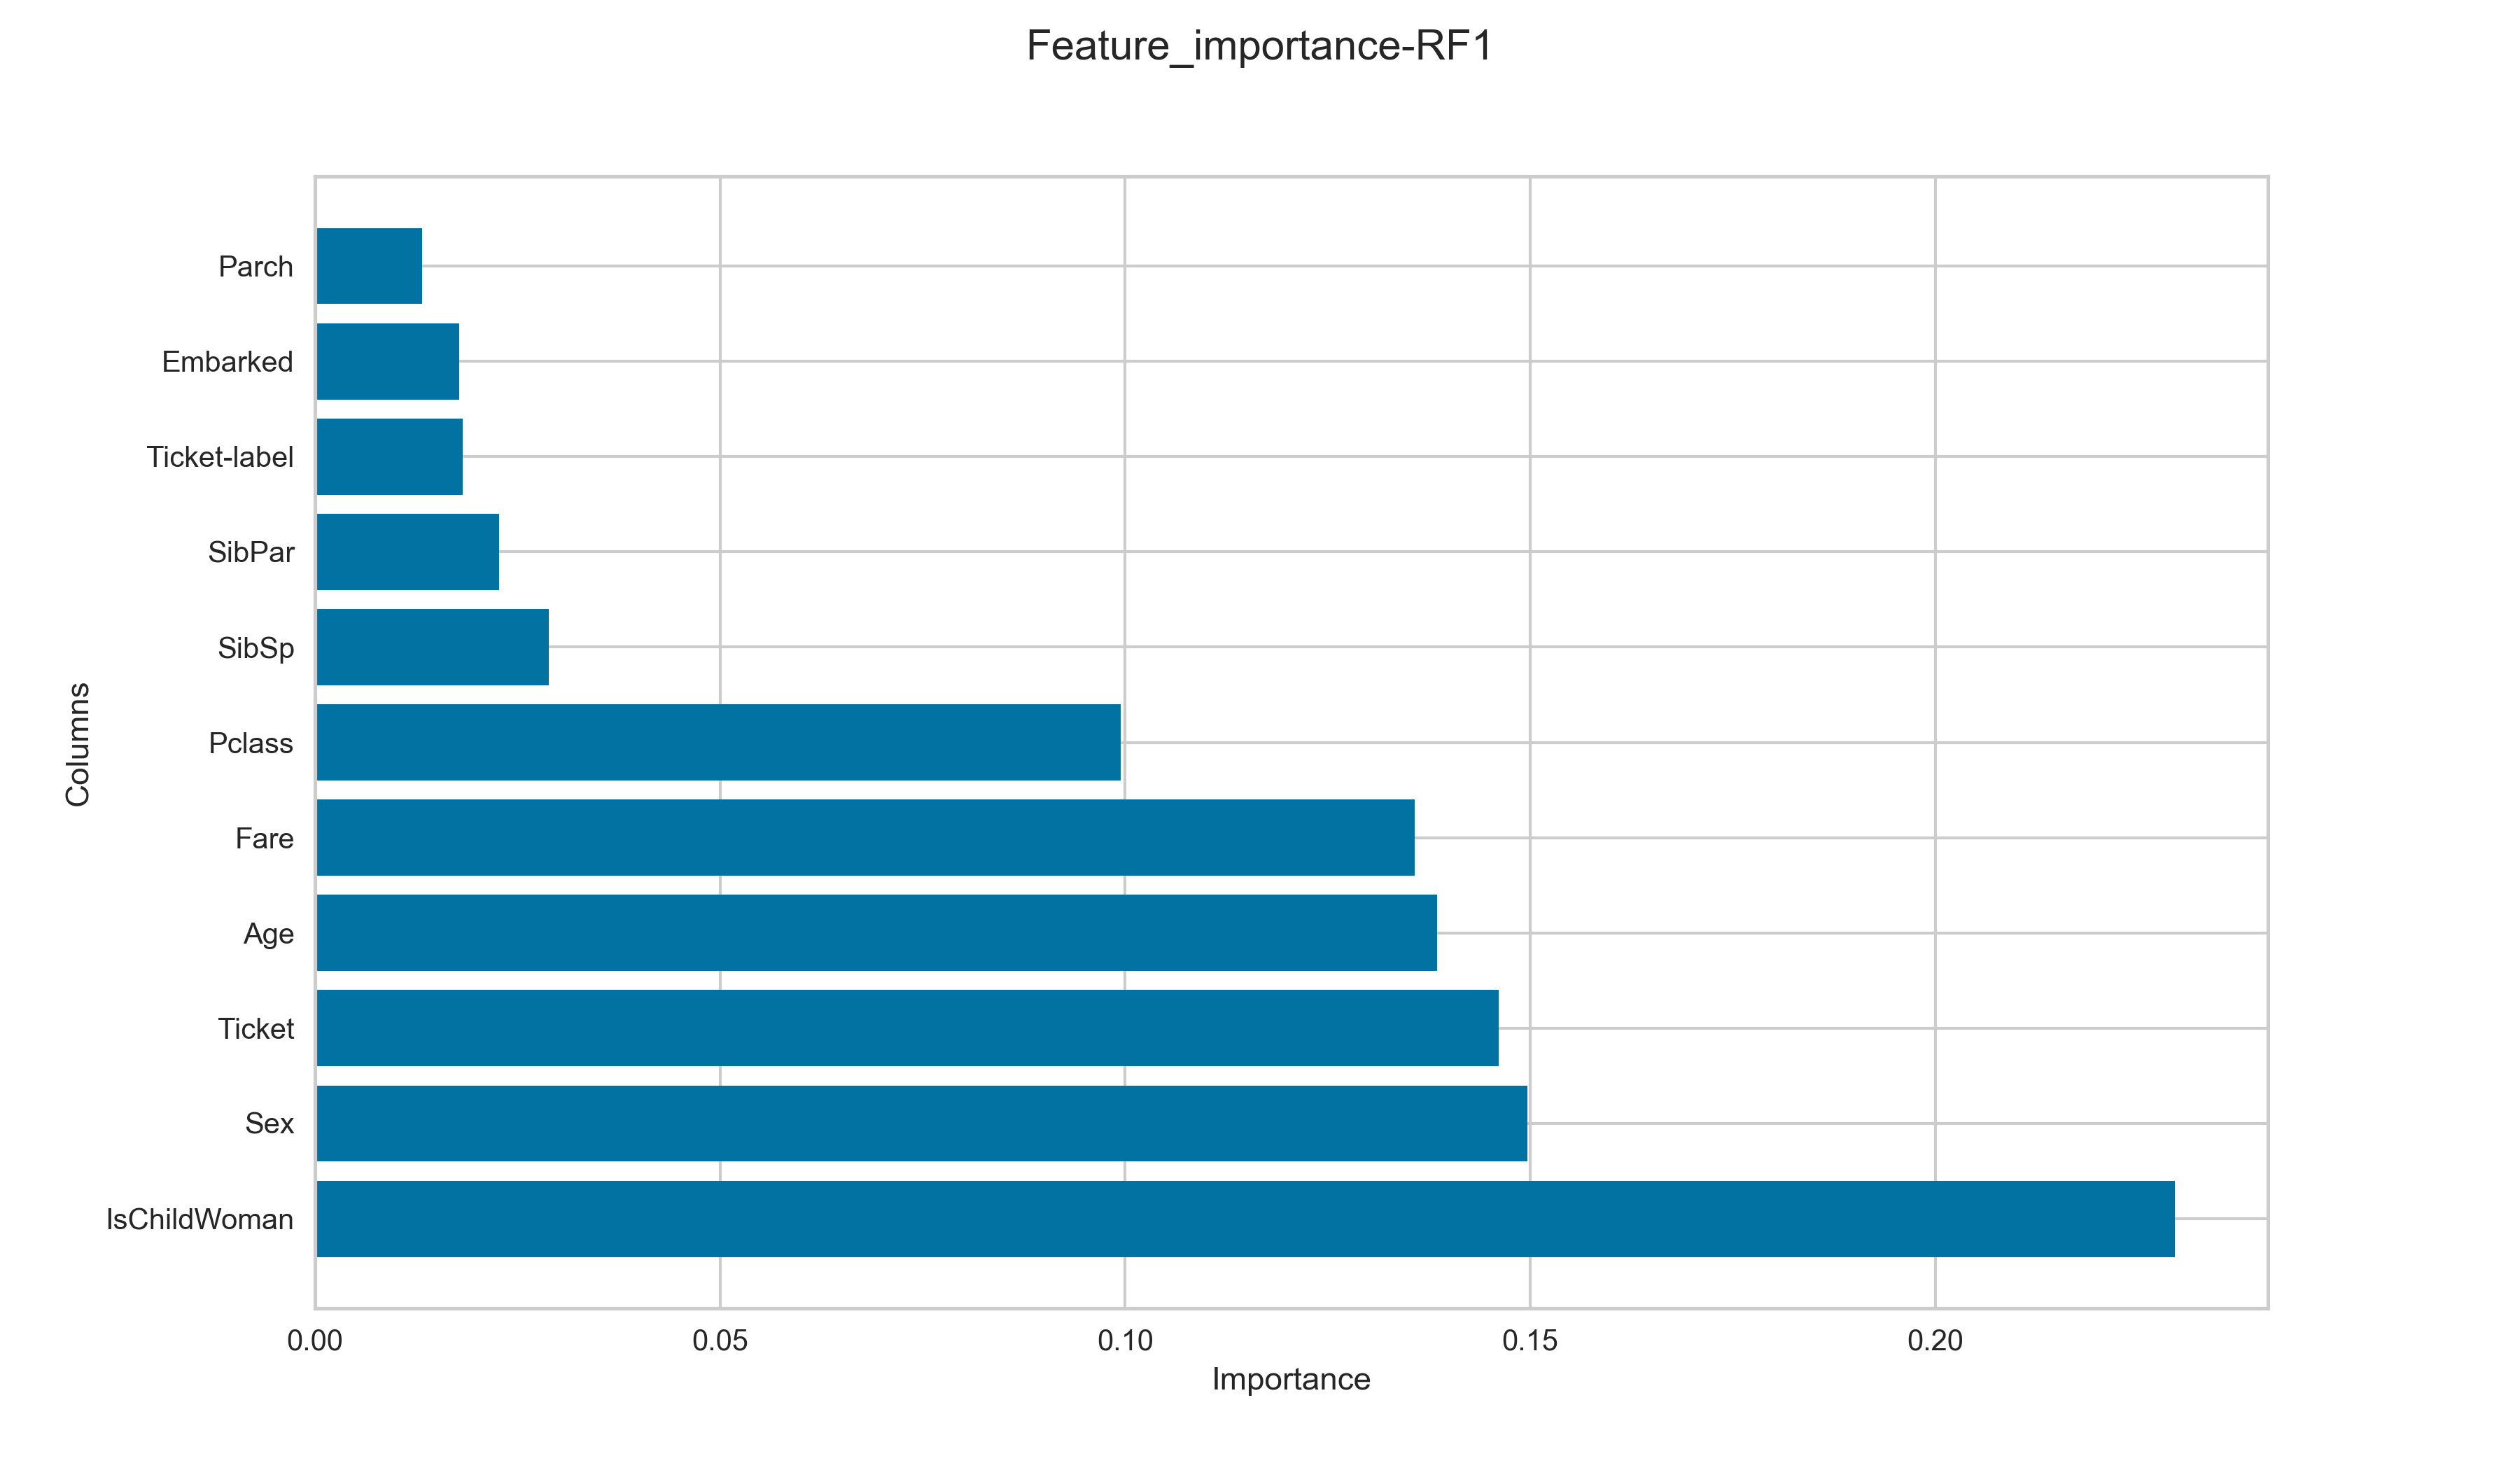 Feature_importance-RF1
Columns
Parch
Embarked
Ticket-label
SibPar
SibSp
Pclass
Fare
Age
Ticket
Sex
IsChildWoman
0.00 0.05 0.10 0.15 0.20
Importance